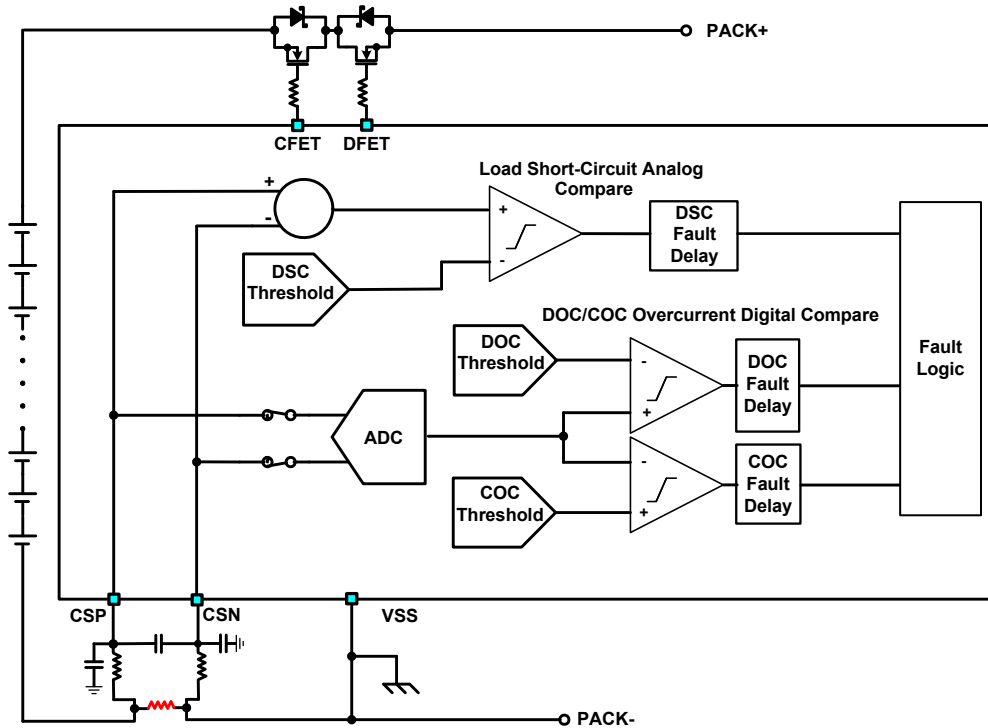 PACK+
CFET
DFET
Load Short-Circuit Analog
Compare
+
-
+
-
DSC
Threshold
DSC
Fault
Delay
DOC/COC Overcurrent Digital Compare
DOC
Threshold
-
+
DOC
Fault
Delay
Fault
Logic
ADC
COC
Threshold
-
+
COC
Fault
Delay
CSP
CSN
VSS
PACK-